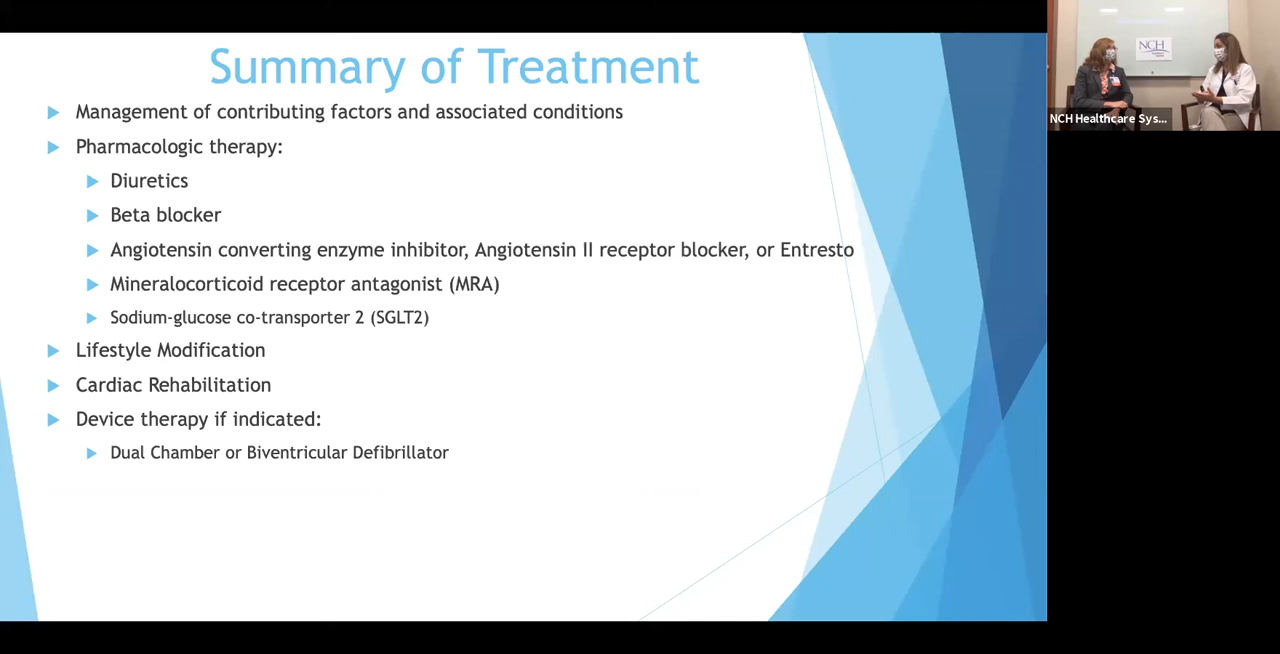 Summary of Treatment
Management of contributing factors and associated conditions
Pharmacologic therapy:
Diuretics
Beta blocker
Angiotensin converting enzyme inhibitor, Angiotensin II receptor blocker, or Entresto
Mineralocorticoid receptor antagonist (MRA)
Sodium-glucose co-transporter 2 (SGLT2)
Lifestyle Modification
Cardiac Rehabilitation
Device therapy if indicated:
Dual Chamber or Biventricular Defibrillator
NCH
NCH Healthcare Sys...